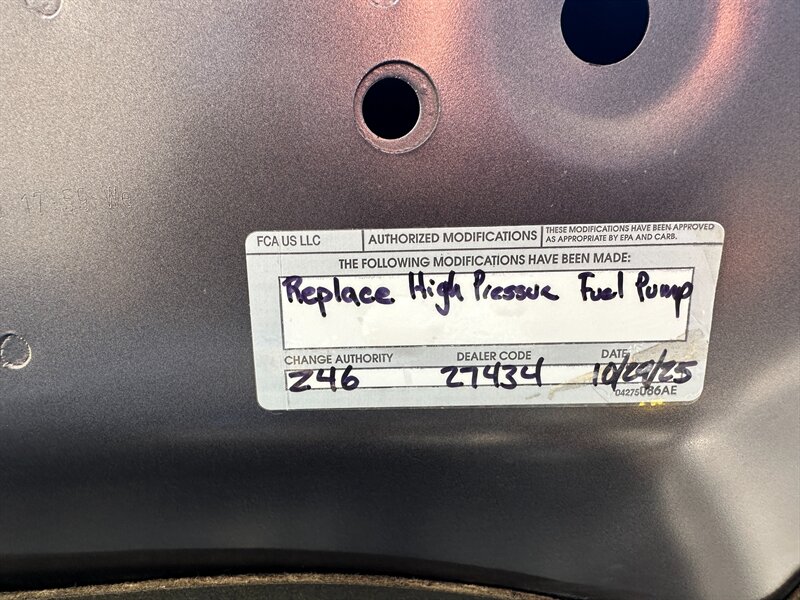 FCA US LLC AUTHORIZED MODIFICATIONS THESE MODIFICATIONS HAVE BEEN APPROVED
AS APPROPRIATE BY EPA AND CARB.
THE FOLLOWING MODIFICATIONS HAVE BEEN MADE:
Replace High Pressure Fuel Pump
CHANGE AUTHORITY DEALER CODE DATE
Z46 27434 10/29/25
04275086AE